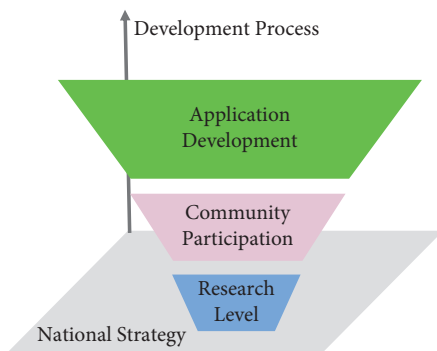 Development Process
Application
Development
Community
Participation
Research
Level
National Strategy